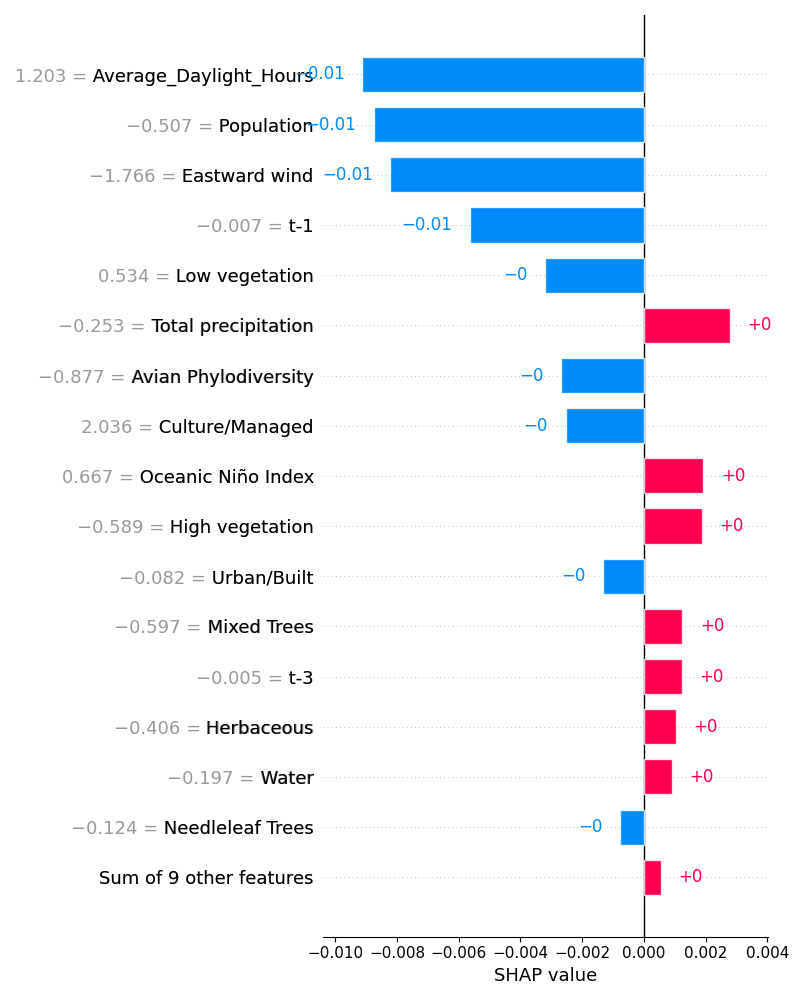 1.203 = Average_Daylight_Hours −0.01
−0.507 = Population −0.01
−1.766 = Eastward wind −0.01
−0.007 = t-1 −0.01
0.534 = Low vegetation −0
−0.253 = Total precipitation +0
−0.877 = Avian Phylodiversity −0
2.036 = Culture/Managed −0
0.667 = Oceanic Niño Index +0
−0.589 = High vegetation +0
−0.082 = Urban/Built −0
−0.597 = Mixed Trees +0
−0.005 = t-3 +0
−0.406 = Herbaceous +0
−0.197 = Water +0
−0.124 = Needleleaf Trees −0
Sum of 9 other features +0
−0.010 −0.008 −0.006 −0.004 −0.002 0.000 0.002 0.004
SHAP value